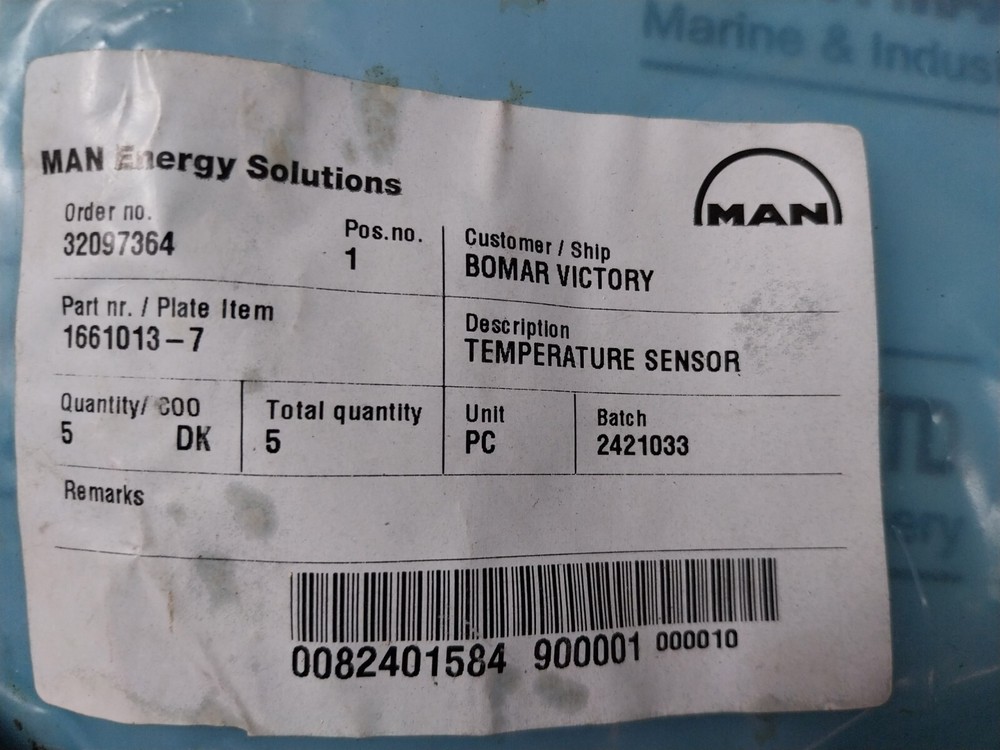 Marine & Indus
MAN Energy Solutions
MAN
Order no.
32097364
Pos.no.
1
Customer / Ship
BOMAR VICTORY
Part nr. / Plate Item
1661013-7
Description
TEMPERATURE SENSOR
Quantity/ COO
5 DK
Total quantity
5
Unit
PC
Batch
2421033
Remarks
0082401584 900001 000010